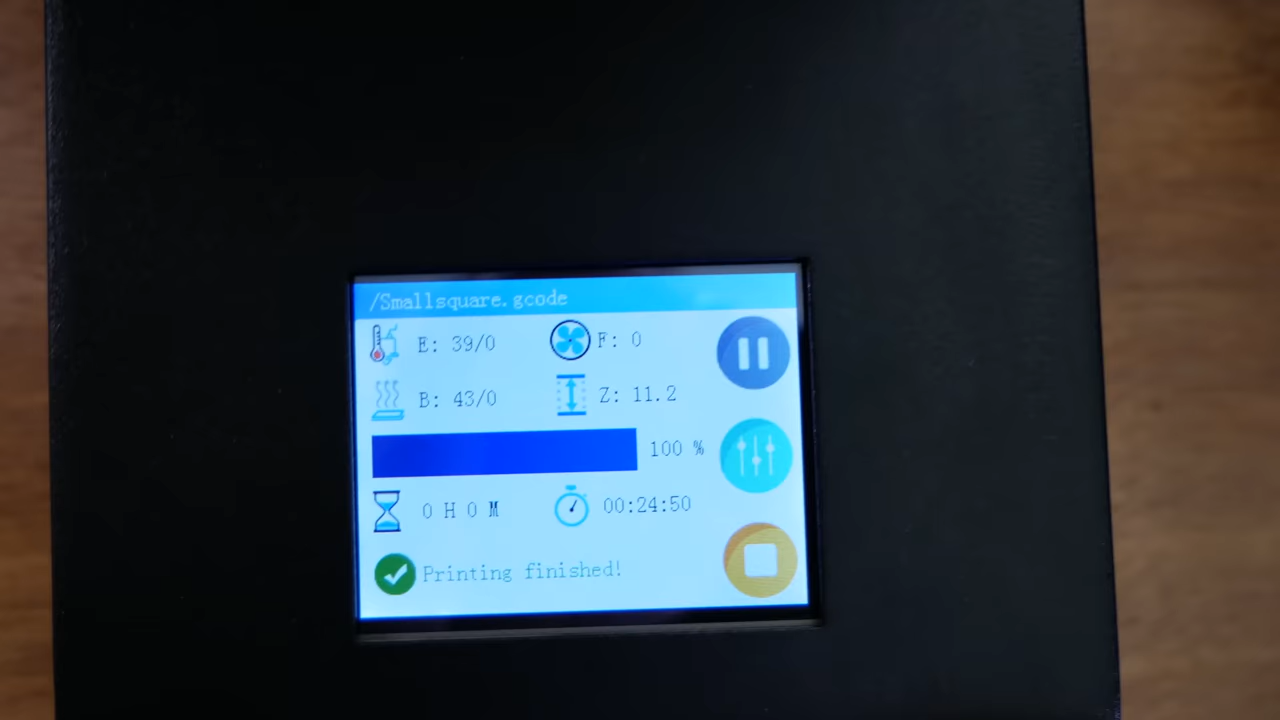 /Smallsquare.gcode
E: 39/0 F: 0
B: 43/0 Z: 11.2
100 %
0 H 0 M 00:24:50
Printing finished!